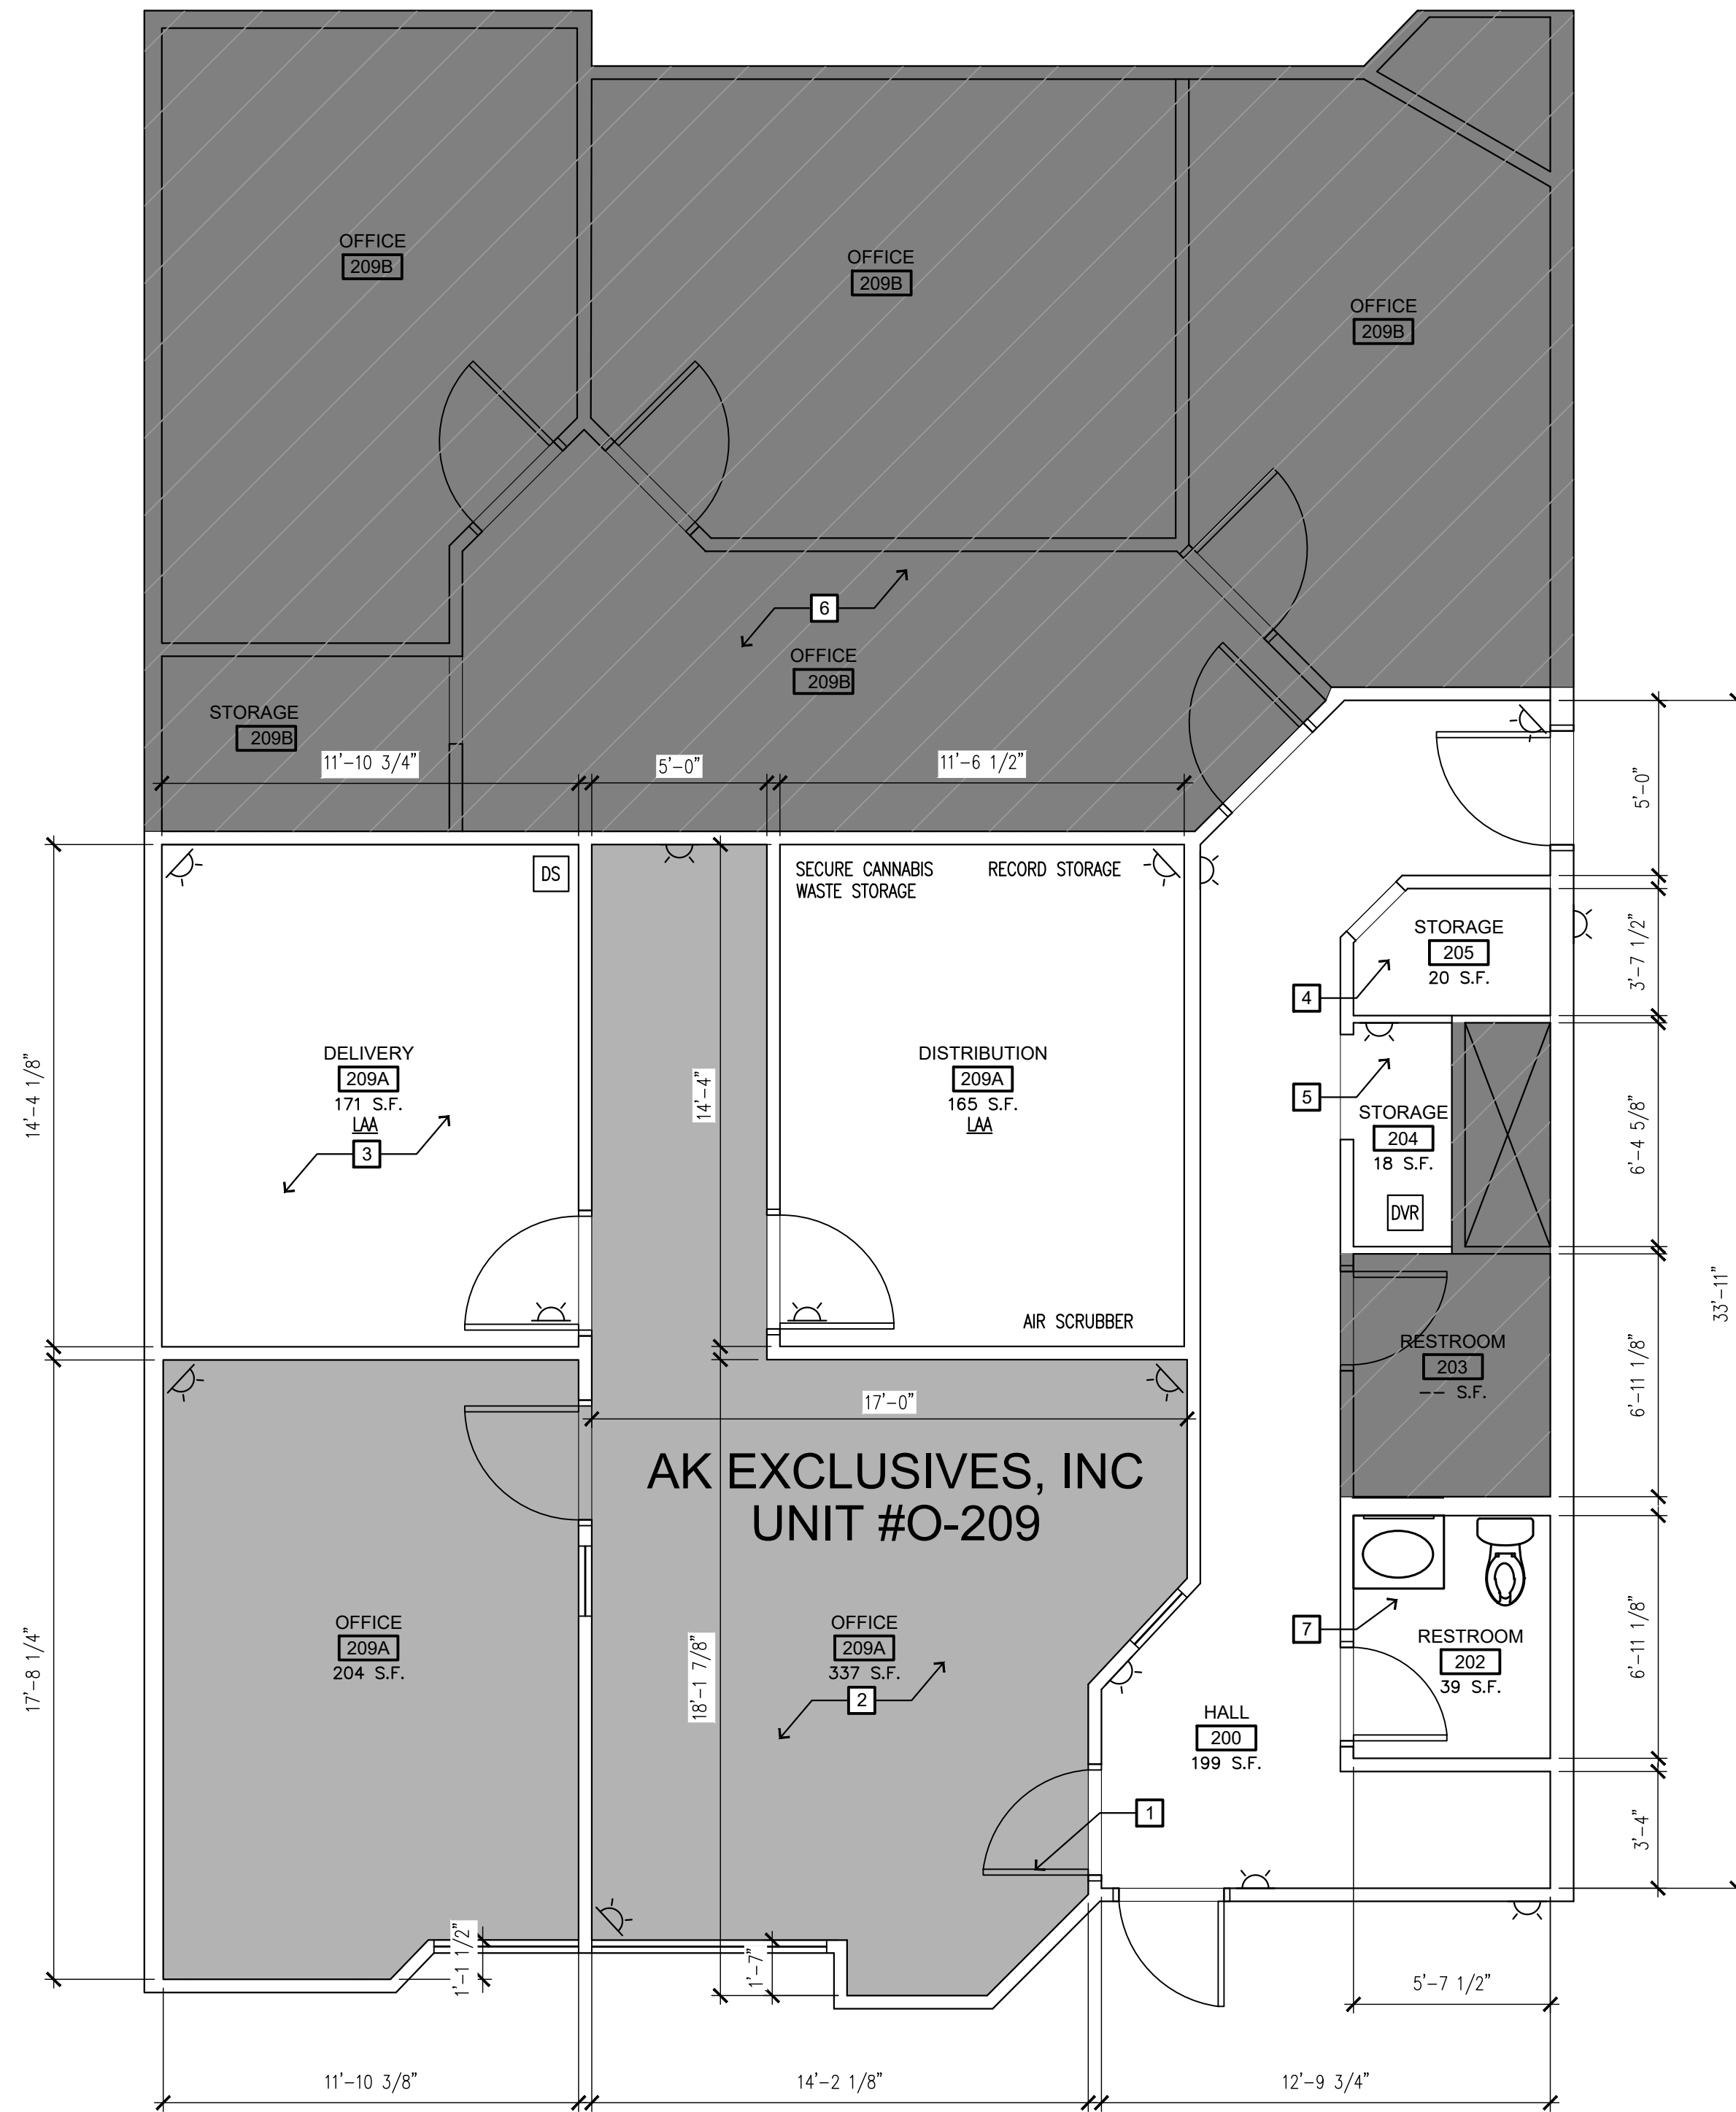 OFFICE
209B
OFFICE
209B
OFFICE
209B
6
OFFICE
209B
STORAGE
209B
11'-10 3/4"
5'-0"
11'-6 1/2"
5'-0"
DS
SECURE CANNABIS
WASTE STORAGE
RECORD STORAGE
STORAGE
205
20 S.F.
3'-7 1/2"
4
DELIVERY
209A
171 S.F.
LAA
3
14'-4 1/8"
14'-4"
DISTRIBUTION
209A
165 S.F.
LAA
5
STORAGE
204
18 S.F.
DVR
6'-4 5/8"
33'-11"
AIR SCRUBBER
RESTROOM
203
-- S.F.
6'-11 1/8"
17'-0"
AK EXCLUSIVES, INC
UNIT #O-209
OFFICE
209A
204 S.F.
17'-8 1/4"
18'-1 7/8"
OFFICE
209A
337 S.F.
2
7
RESTROOM
202
39 S.F.
6'-11 1/8"
HALL
200
199 S.F.
1
3'-4"
1'-1 1/2"
1'-7"
5'-7 1/2"
11'-10 3/8"
14'-2 1/8"
12'-9 3/4"